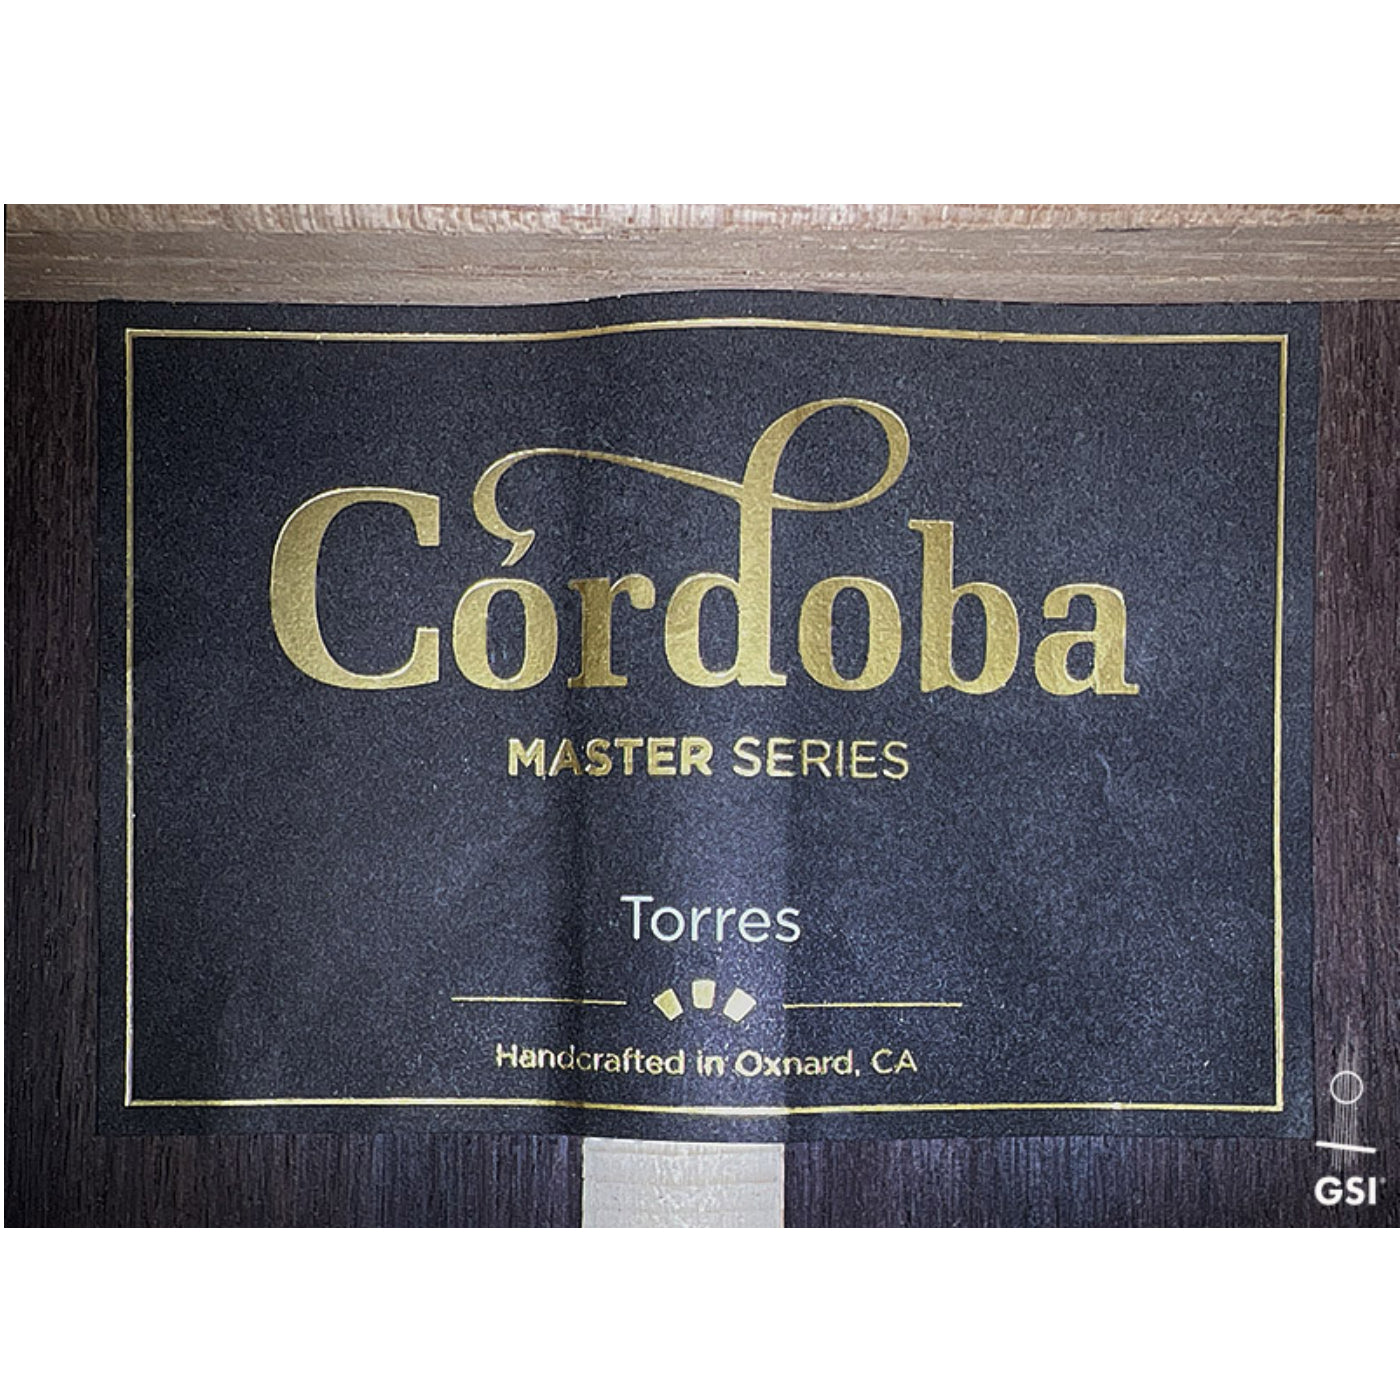 Córdoba
MASTER SERIES
Torres
Handcrafted in Oxnard, CA
GSI